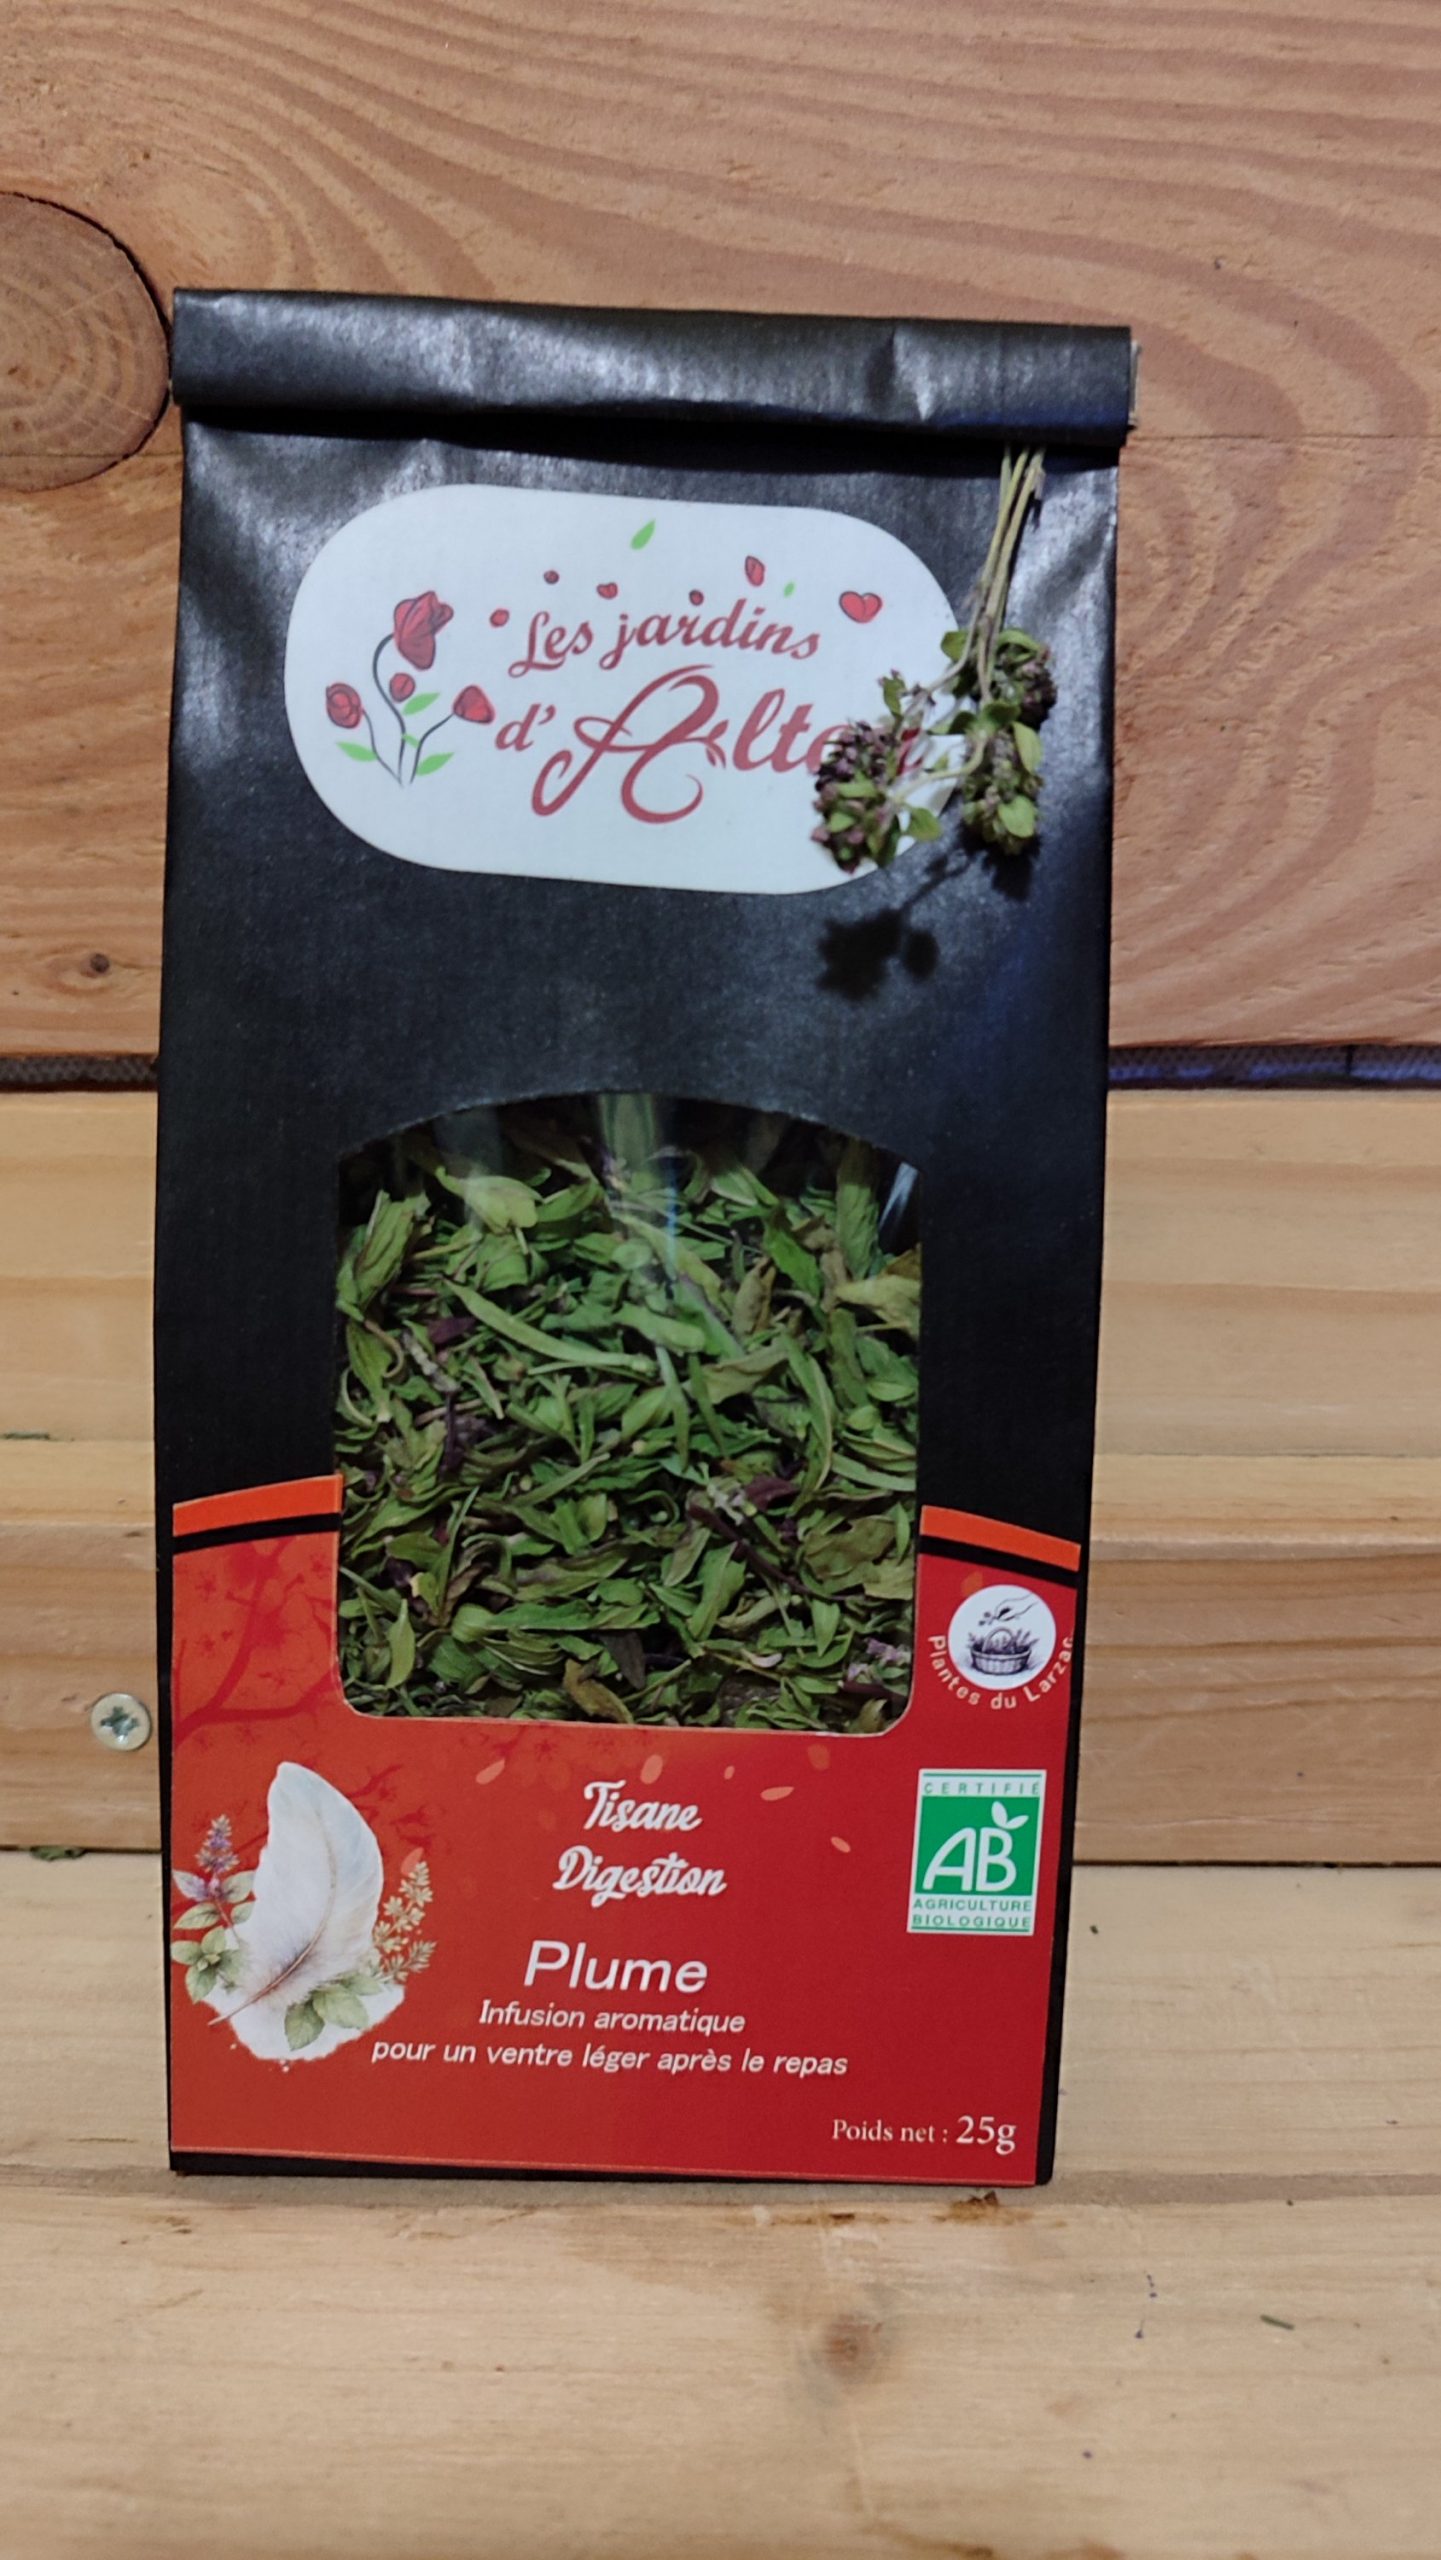 Les jardins
d'
Plantes du Larzac
CERTIFIÉ
AB
AGRICULTURE
BIOLOGIQUE
Tisane
Digestion
Plume
Infusion aromatique
pour un ventre léger après le repas
Poids net : 25g